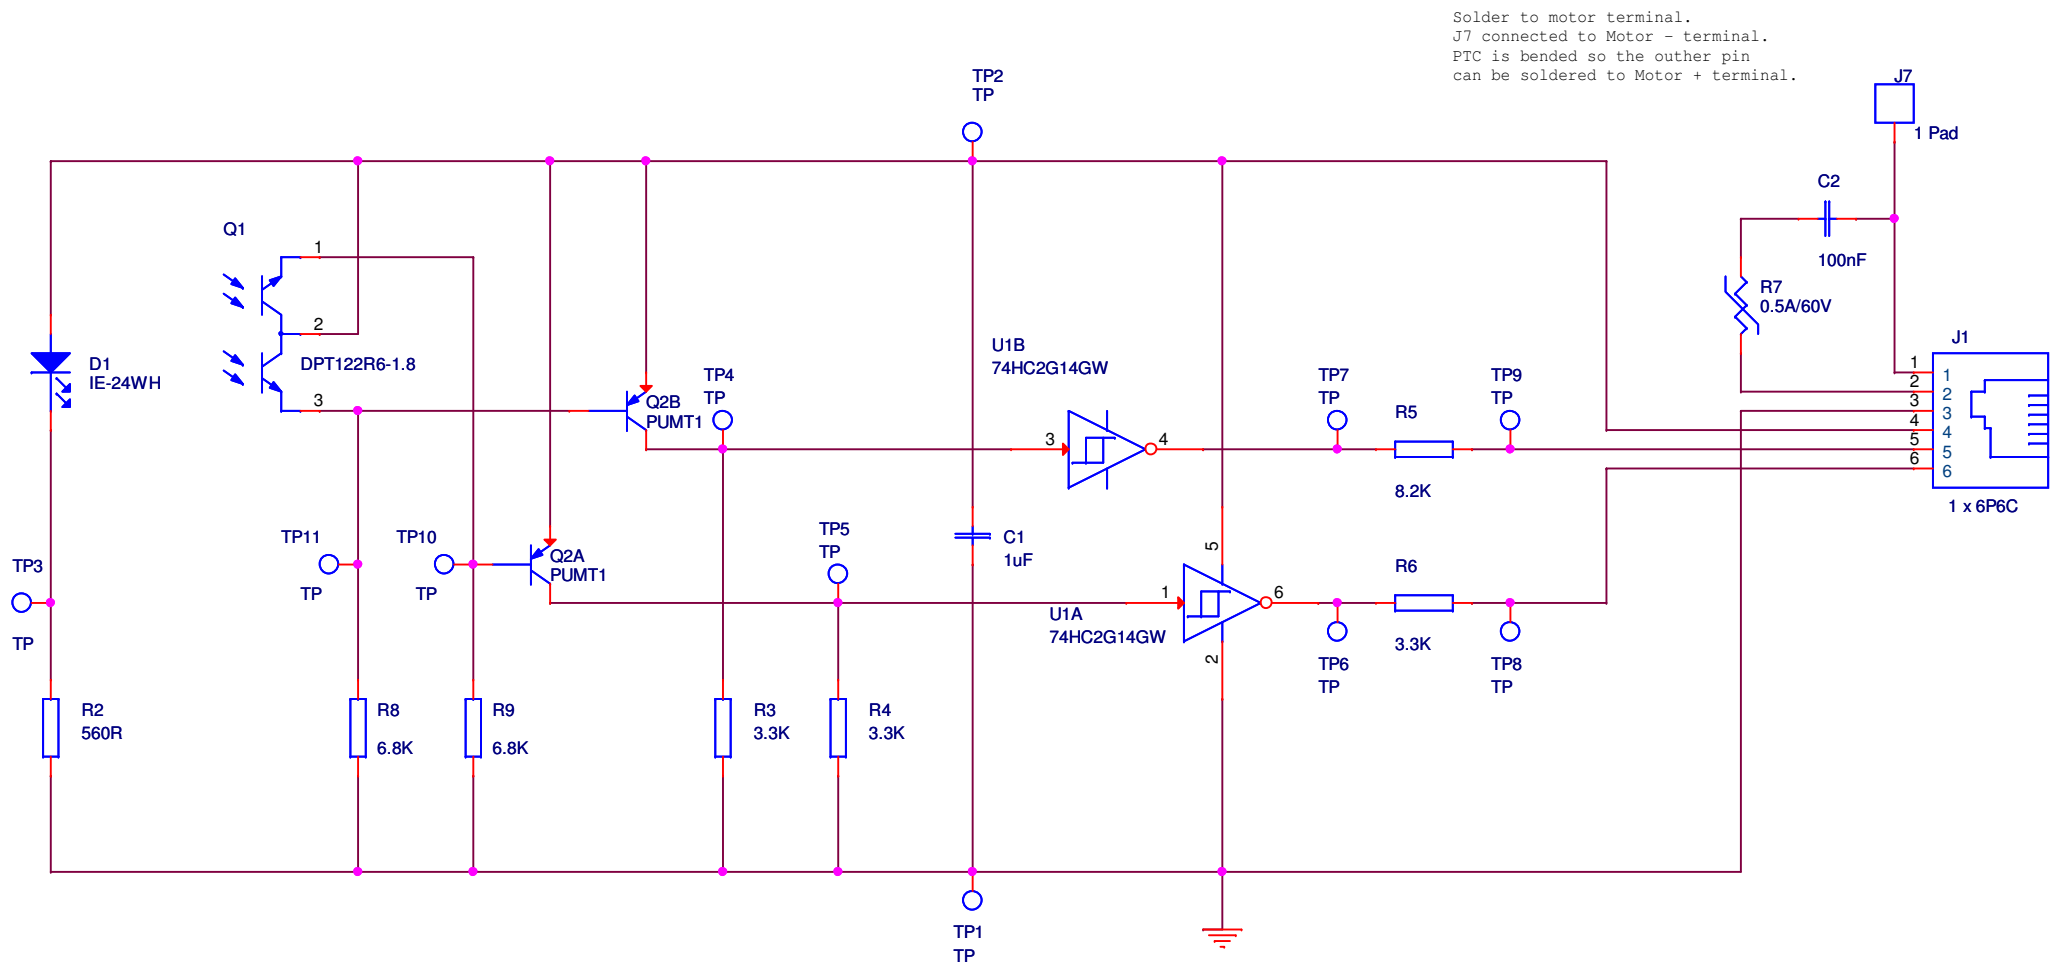 Solder to motor terminal.
J7 connected to Motor - terminal.
PTC is bended so the outher pin
can be soldered to Motor + terminal.
TP2
TP
J7
1 Pad
C2
100nF
Q1
1
2
DPT122R6-1.8
3
R7
0.5A/60V
D1
IE-24WH
U1B
74HC2G14GW
J1
1
2
3
4
5
6
1
2
3
4
5
6
1 x 6P6C
TP4
TP
Q2B
PUMT1
3
4
TP7
TP
R5
8.2K
TP9
TP
TP11
TP
TP10
TP
Q2A
PUMT1
TP5
TP
C1
1uF
5
1
6
2
U1A
74HC2G14GW
R6
3.3K
TP6
TP
TP8
TP
TP3
TP
R2
560R
R8
6.8K
R9
6.8K
R3
3.3K
R4
3.3K
TP1
TP